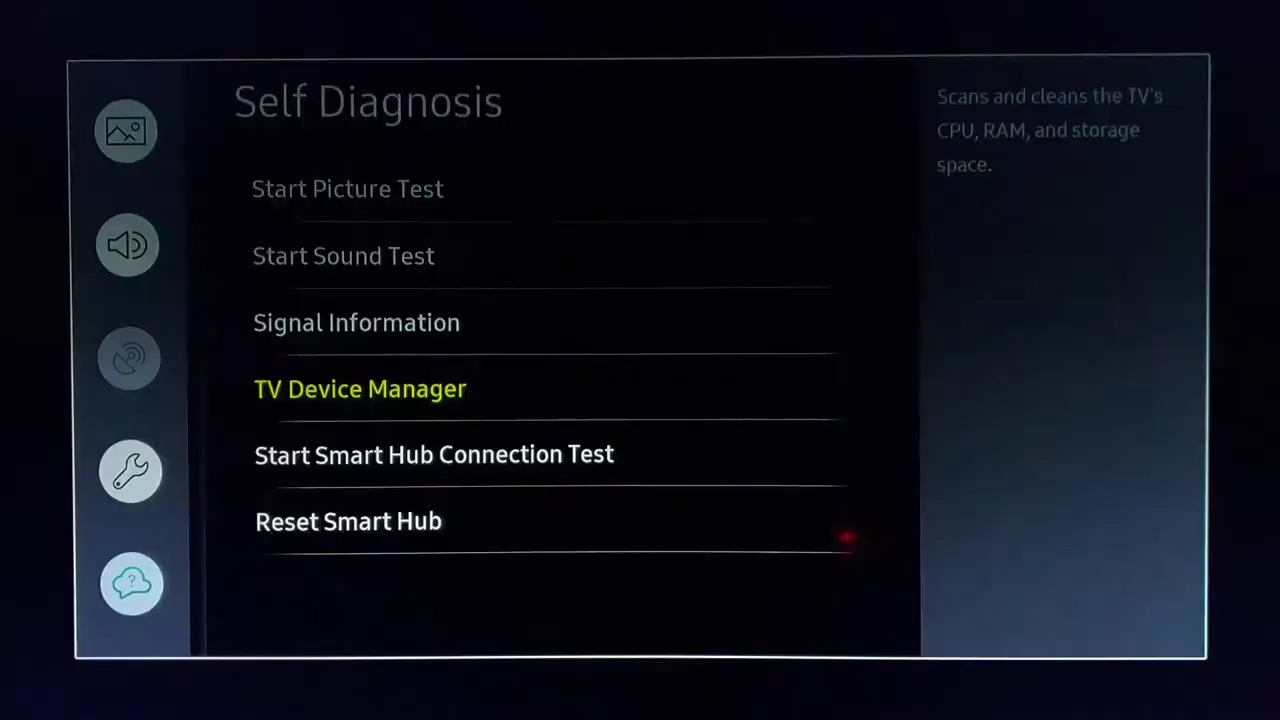 Self Diagnosis
Start Picture Test
Start Sound Test
Signal Information
TV Device Manager
Start Smart Hub Connection Test
Reset Smart Hub
Scans and cleans the TV's
CPU, RAM, and storage
space.
?